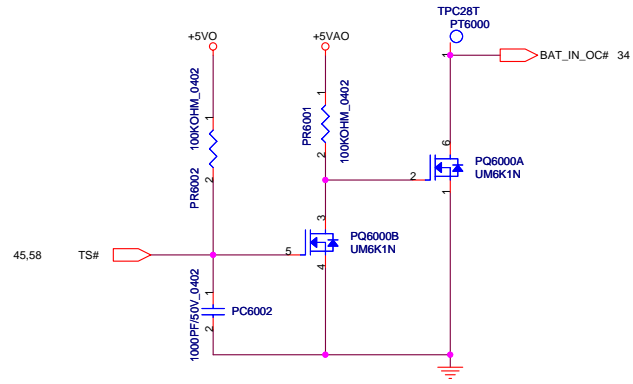 TPC28T
PT6000
+5VO
+5VAO
1
BAT_IN_OC# 34
1
100KOHM_0402
2
PR6002
1
PR6001
100KOHM_0402
2
6
2
PQ6000A
UM6K1N
1
3
PQ6000B
UM6K1N
5
4
45,58
TS#
1
1000PF/50V_0402
2
PC6002